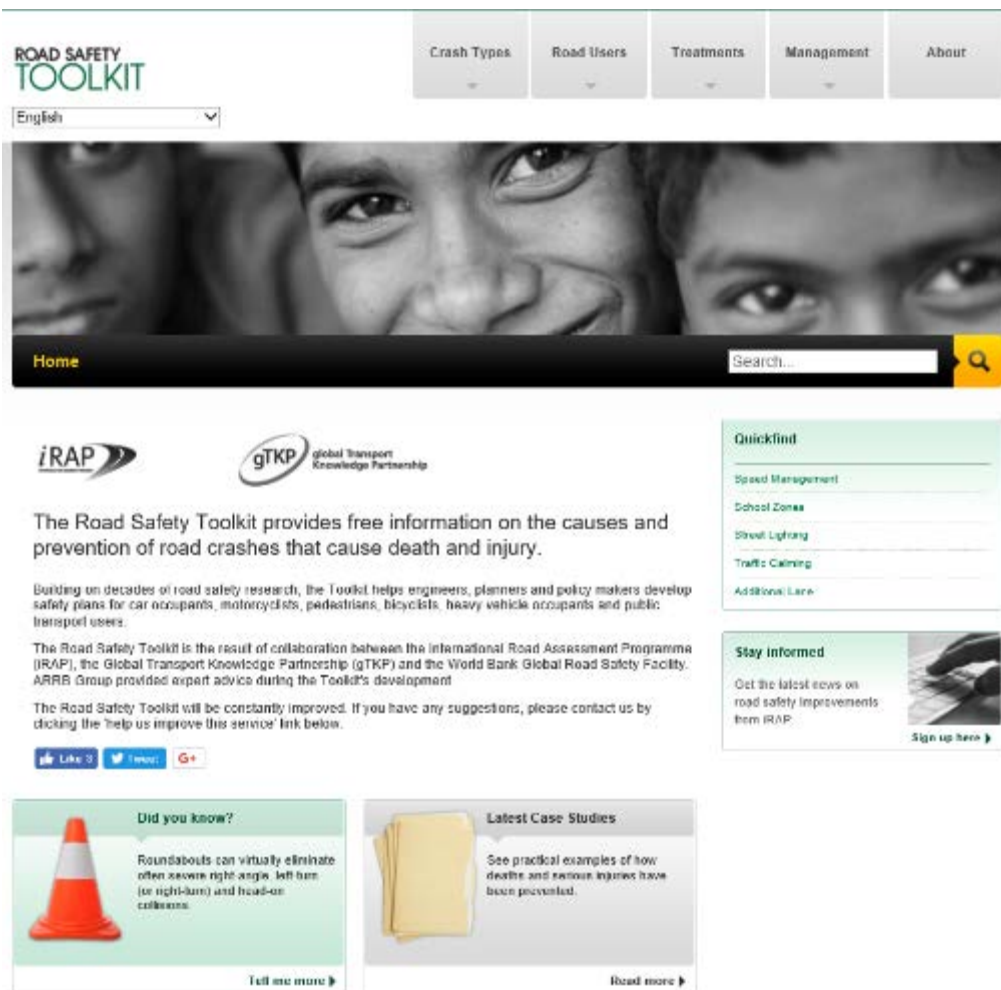 ROAD SAFETY
TOOLKIT
Crash Types
Road Users
Treatments
Management
About
English
Home
Search...
iRAP
gTKP
global Transport
Knowledge Partnership
The Road Safety Toolkit provides free information on the causes and
prevention of road crashes that cause death and injury.
Building on decades of road safety research, the Toolkit helps engineers, planners and policy makers develop
safety plans for car occupants, motorcyclists, pedestrians, bicyclists, heavy vehicle occupants and public
transport users.
The Road Safety Toolkit is the result of collaboration between the International Road Assessment Programme
(iRAP), the Global Transport Knowledge Partnership (gTKP) and the World Bank Global Road Safety Facility.
ARRB Group provided expert advice during the Toolkit's development
The Road Safety Toolkit will be constantly improved. If you have any suggestions, please contact us by
clicking the 'help us improve this service' link below.
Like 3
Tweet
G+
Quickfind
Speed Management
School Zones
Street Lighting
Traffic Calming
Additional Lane
Stay informed
Get the latest news on
road safety improvements
from iRAP.
Sign up here
Did you know?
Roundabouts can virtually eliminate
often severe right angle, left turn
(or right-turn) and head-on
collisions.
Tell me more
Latest Case Studies
See practical examples of how
deaths and serious injuries have
been prevented.
Read more